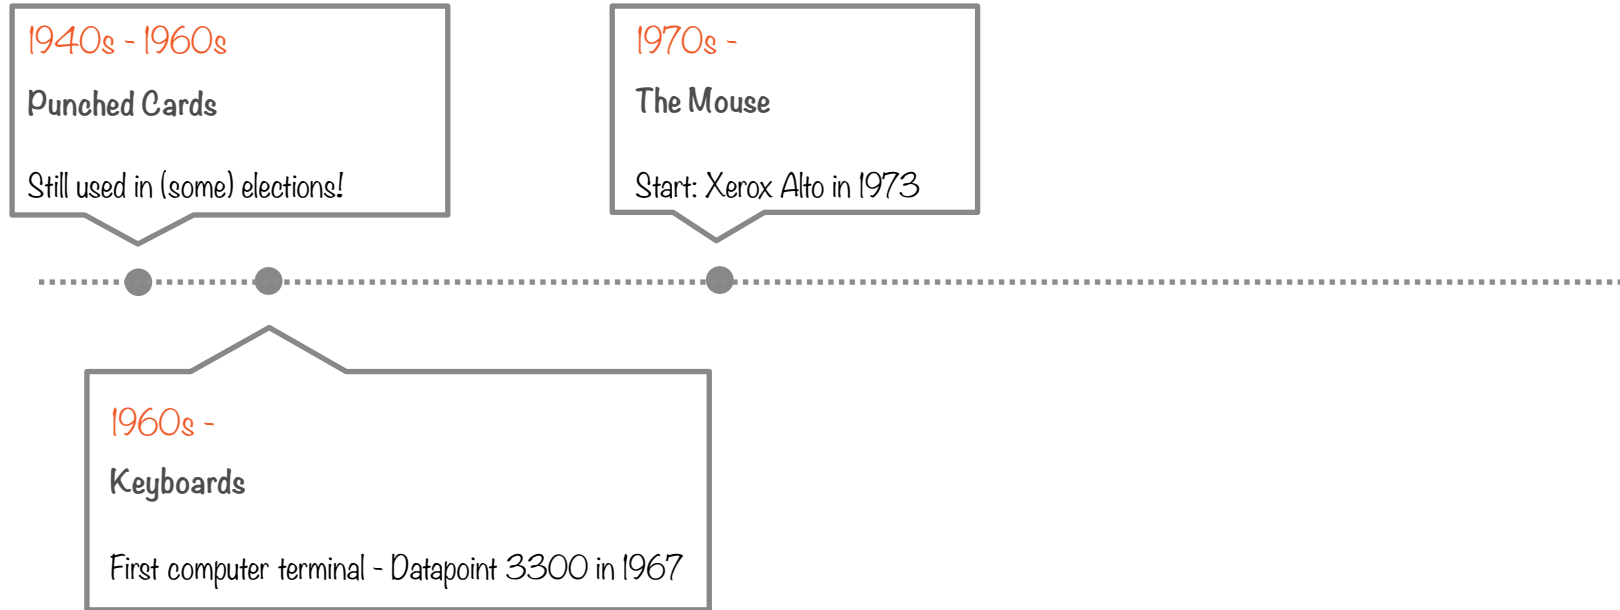 1940s - 1960s
Punched Cards
Still used in (some) elections!
1970s -
The Mouse
Start: Xerox Alto in 1973
1960s -
Keyboards
First computer terminal - Datapoint 3300 in 1967